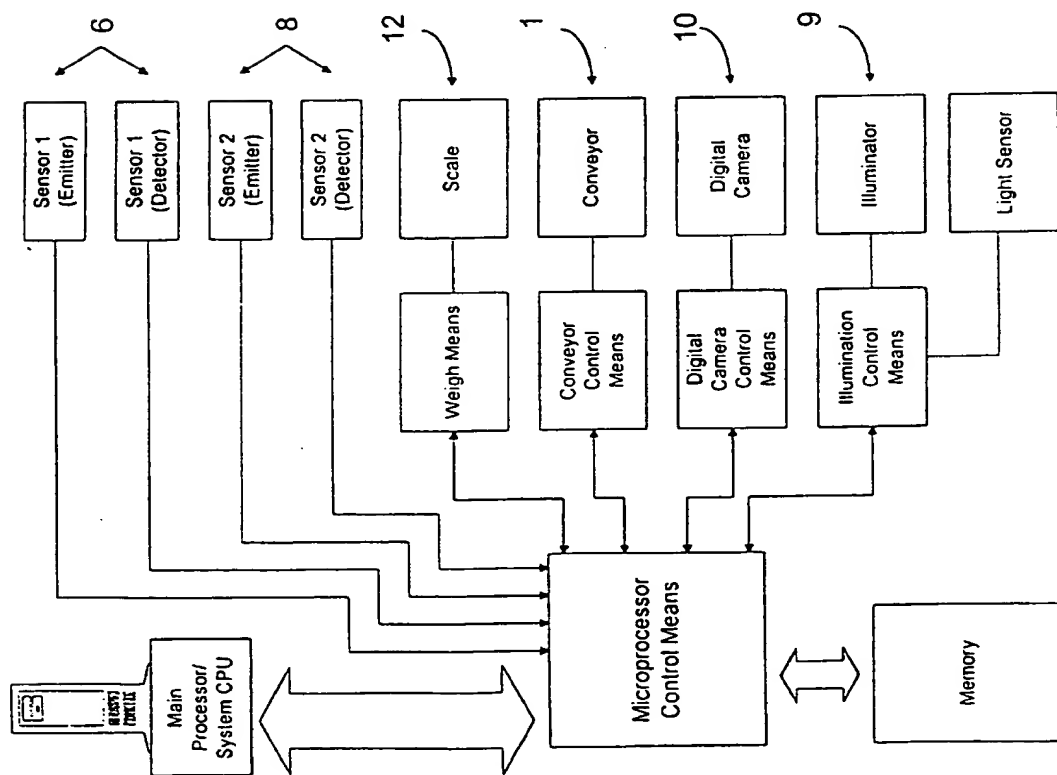 6
8
12
1
10
9
Sensor 1
(Emitter)
Sensor 1
(Detector)
Sensor 2
(Emitter)
Sensor 2
(Detector)
Scale
Conveyor
Digital
Camera
Illuminator
Light Sensor
Weigh Means
Conveyor
Control
Means
Digital
Camera
Control
Means
Illumination
Control
Means
Main
Processor/
System CPU
Microprocessor
Control Means
Memory